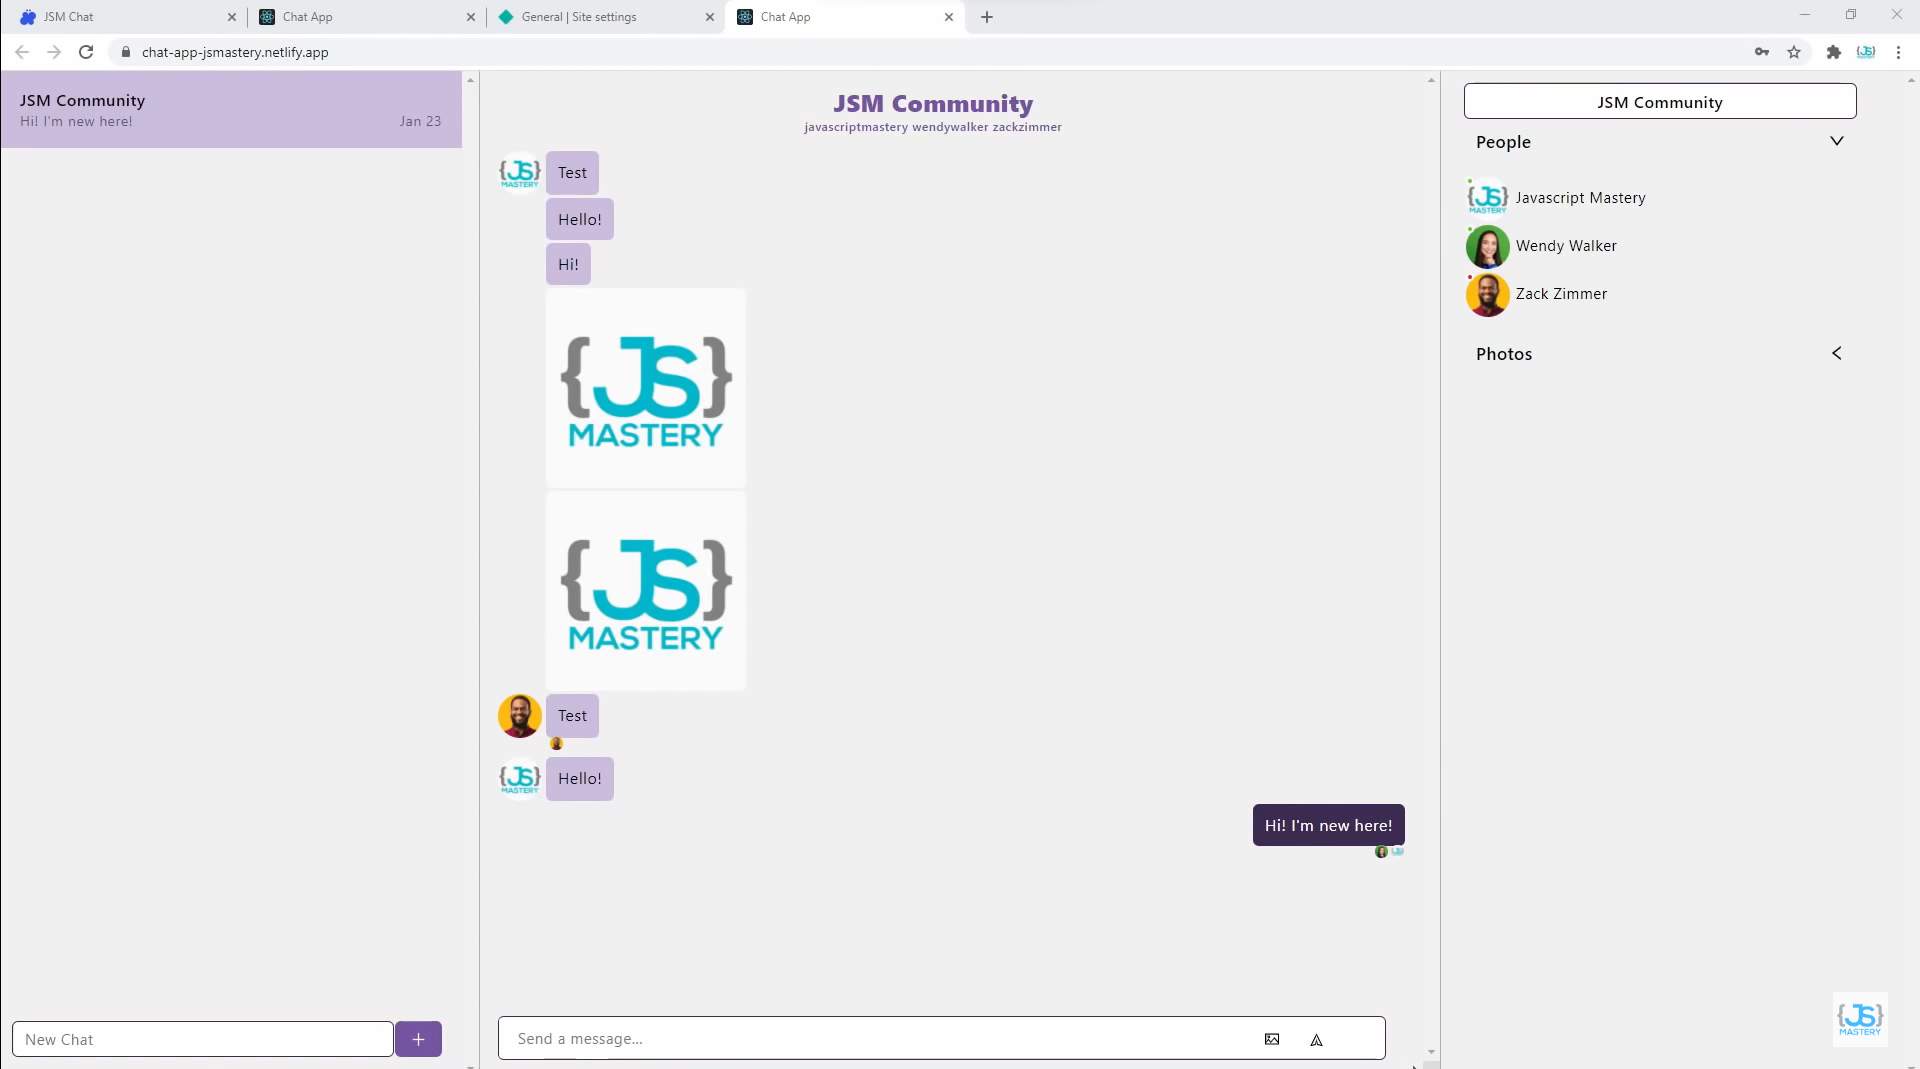 JSM Chat
Chat App
General | Site settings
Chat App
chat-app-jsmastery.netlify.app
{JS}
JSM Community
Hi! I'm new here!
Jan 23
New Chat
+
JSM Community
javascriptmastery wendywalker zackzimmer
{JS}
MASTERY
Test
Hello!
Hi!
{JS}
MASTERY
{JS}
MASTERY
Test
{JS}
MASTERY
Hello!
Hi! I'm new here!
Send a message...
JSM Community
People
{JS}
MASTERY
Javascript Mastery
Wendy Walker
Zack Zimmer
Photos
{JS}
MASTERY